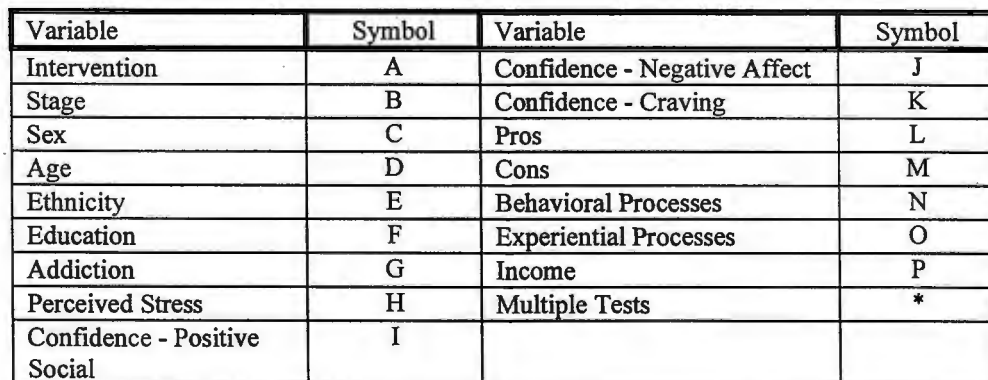 Variable Symbol Variable Symbol
Intervention A Confidence - Negative Affect J
Stage B Confidence - Craving K
Sex C Pros L
Age D Cons M
Ethnicity E Behavioral Processes N
Education F Experiential Processes O
Addiction G Income P
Perceived Stress H Multiple Tests *
Confidence - Positive I
Social